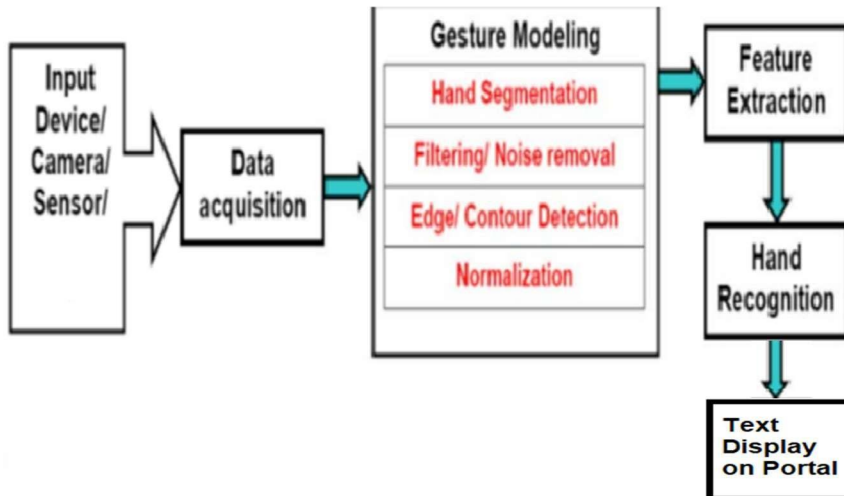 Input
Device/
Camera/
Sensor/
Data
acquisition
Gesture Modeling
Hand Segmentation
Filtering/ Noise removal
Edge/ Contour Detection
Normalization
Feature
Extraction
Hand
Recognition
Text
Display
on Portal